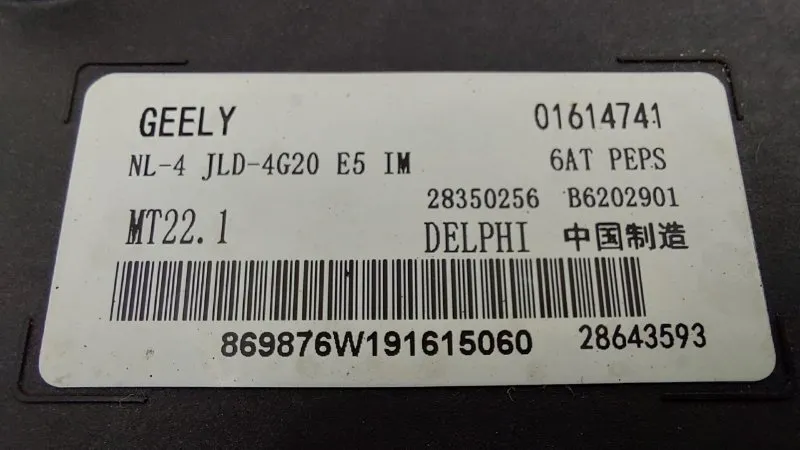 GEELY 01614741
NL-4 JLD-4G20 E5 IM 6AT PEPS
28350256 B6202901
MT22.1 DELPHI 中国制造
869876W191615060 28643593